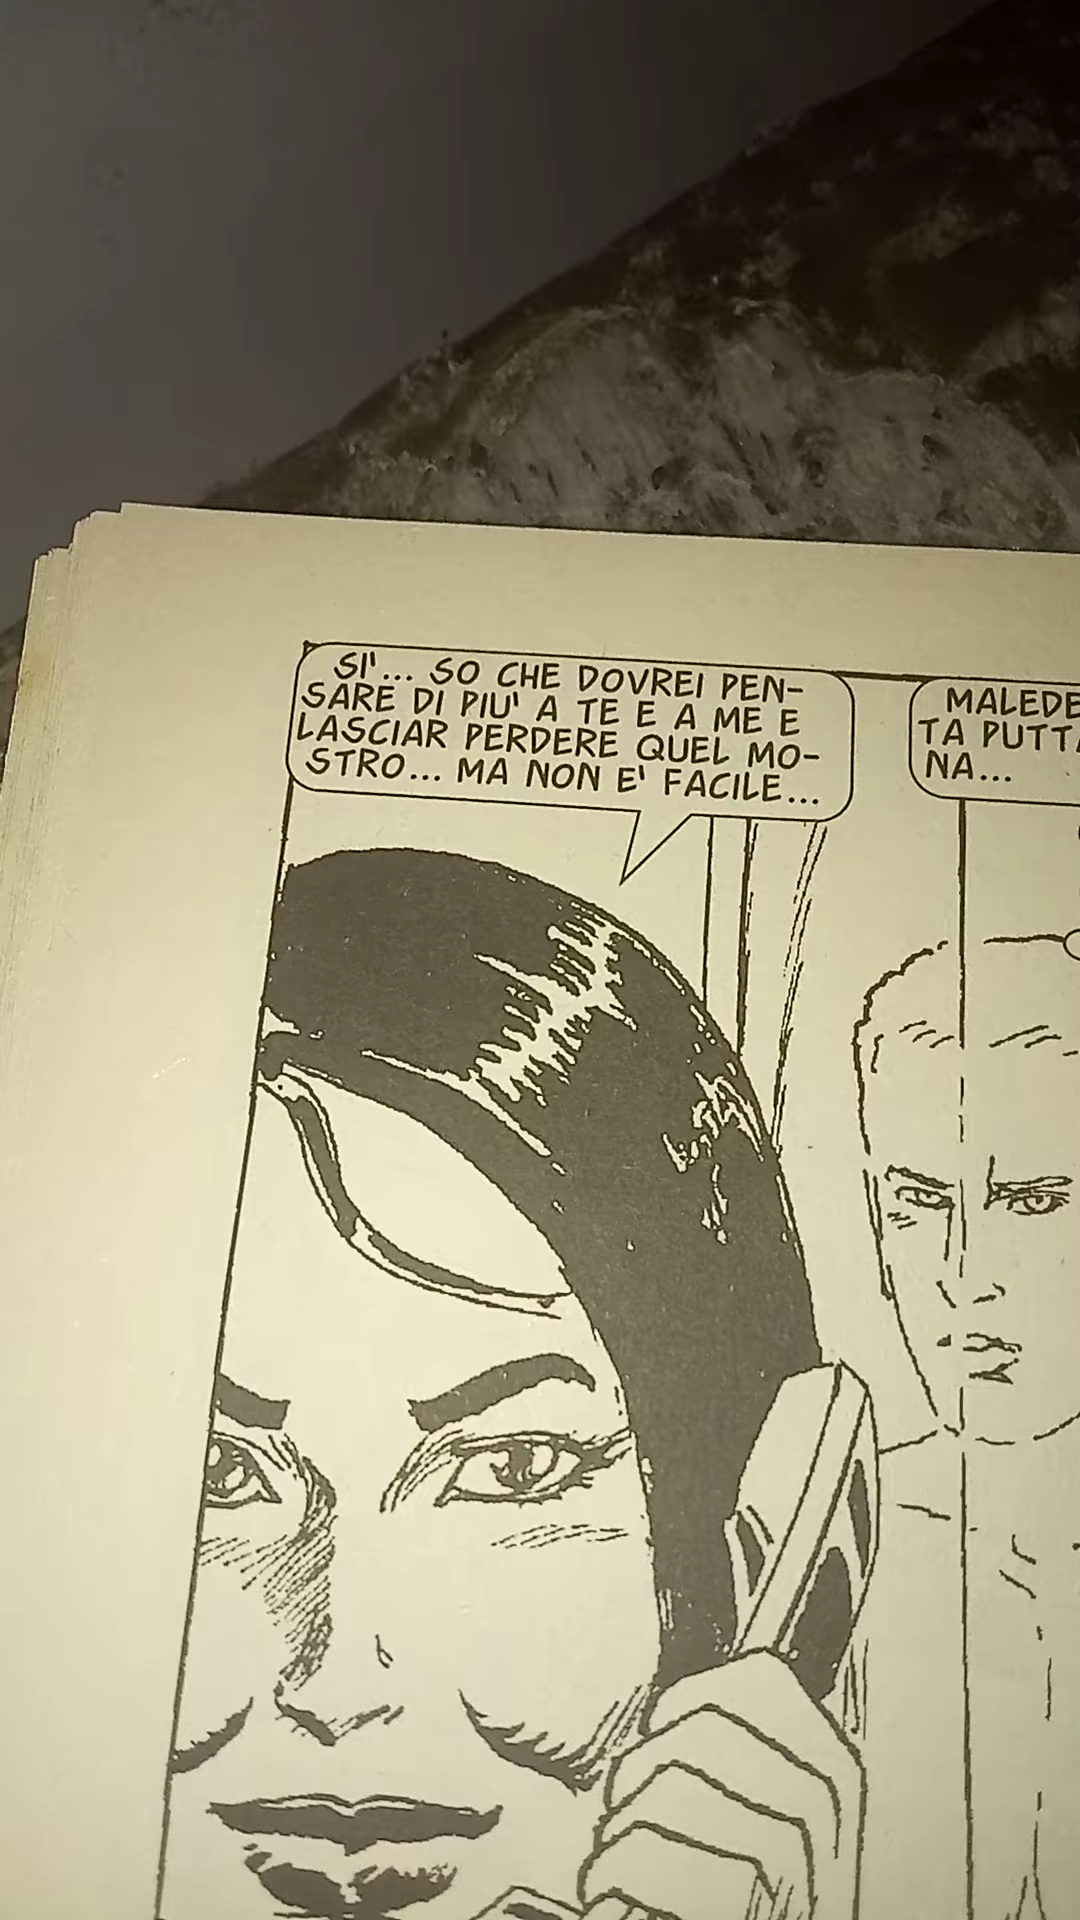 SI'... SO CHE DOVREI PEN-
SARE DI PIU' A TE E A ME E
LASCIAR PERDERE QUEL MO-
STRO... MA NON E' FACILE...
MALEDE
TA PUTTA
NA...